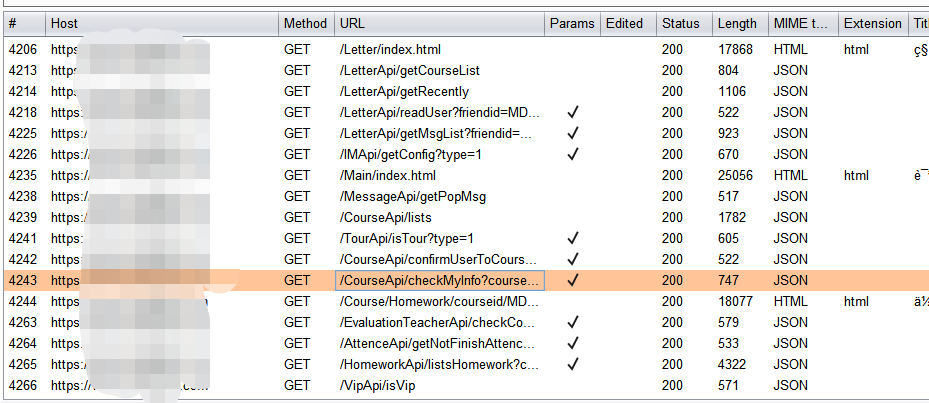 # Host Method URL Params Edited Status Length MIME t... Extension Titl
4206 https: GET /Letter/index.html 200 17868 HTML html ç§
4213 https: GET /LetterApi/getCourseList 200 804 JSON
4214 https: GET /LetterApi/getRecently 200 1106 JSON
4218 https: GET /LetterApi/readUser?friendid=MD... ✓ 200 522 JSON
4225 https:/ GET /LetterApi/getMsgList?friendid=... ✓ 200 923 JSON
4226 https:/ GET /IMApi/getConfig?type=1 ✓ 200 670 JSON
4235 https:/ GET /Main/index.html 200 25056 HTML html è¯
4238 https:/ GET /MessageApi/getPopMsg 200 517 JSON
4239 https: GET /CourseApi/lists 200 1782 JSON
4241 https: GET /TourApi/isTour?type=1 ✓ 200 605 JSON
4242 https: GET /CourseApi/confirmUserToCours... ✓ 200 522 JSON
4243 https GET /CourseApi/checkMyInfo?course... ✓ 200 747 JSON
4244 https: GET /Course/Homework/courseid/MD... 200 18077 HTML html ä½
4263 https: GET /EvaluationTeacherApi/checkCo... ✓ 200 579 JSON
4264 https: GET /AttenceApi/getNotFinishAttenc... ✓ 200 533 JSON
4265 https: GET /HomeworkApi/listsHomework?c... ✓ 200 4322 JSON
4266 https:/ GET /VipApi/isVip 200 571 JSON